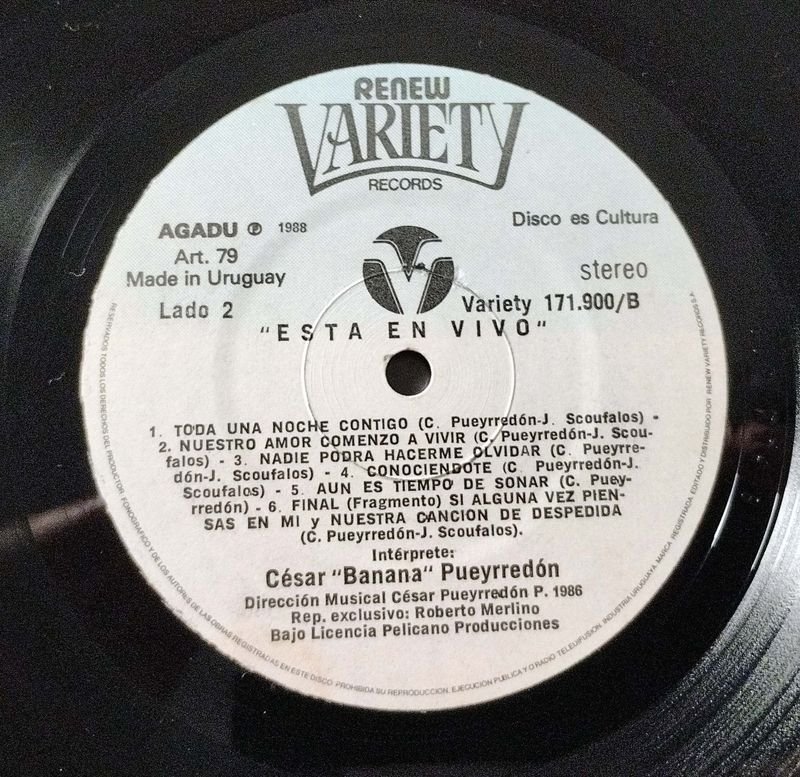 RENEW
VARIETY
RECORDS
AGADU ℗ 1988
Disco es Cultura
Art. 79
Made in Uruguay
stereo
Lado 2
Variety 171.900/B
"ESTA EN VIVO"
1. TODA UNA NOCHE CONTIGO (C. Pueyrredón-J. Scoufalos) -
2. NUESTRO AMOR COMENZO A VIVIR (C. Pueyrredón-J. Scou-
falos) - 3. NADIE PODRA HACERME OLVIDAR (C. Pueyrre-
dón-J. Scoufalos) - 4. CONOCIENDOTE (C. Pueyrredón-J.
Scoufalos) - 5. AUN ES TIEMPO DE SONAR (C. Puey-
rredón) - 6. FINAL (Fragmento) SI ALGUNA VEZ PIEN-
SAS EN MI y NUESTRA CANCION DE DESPEDIDA
(C. Pueyrredón-J. Scoufalos).
Intérprete:
César "Banana" Pueyrredón
Dirección Musical César Pueyrredón P. 1986
Rep. exclusivo: Roberto Merlino
Bajo Licencia Pelicano Producciones
RESERVADOS TODOS LOS DERECHOS DEL PRODUCTOR FONOGRAFICO Y DE LOS AUTORES DE LAS OBRAS REGISTRADAS EN ESTE DISCO. PROHIBIDA SU REPRODUCCION, EJECUCION PUBLICA Y O RADIO TELEDIFUSION. INDUSTRIA URUGUAYA MARCA REGISTRADA. EDITADO Y DISTRIBUIDO POR RENEW VARIETY RECORDS S.A.